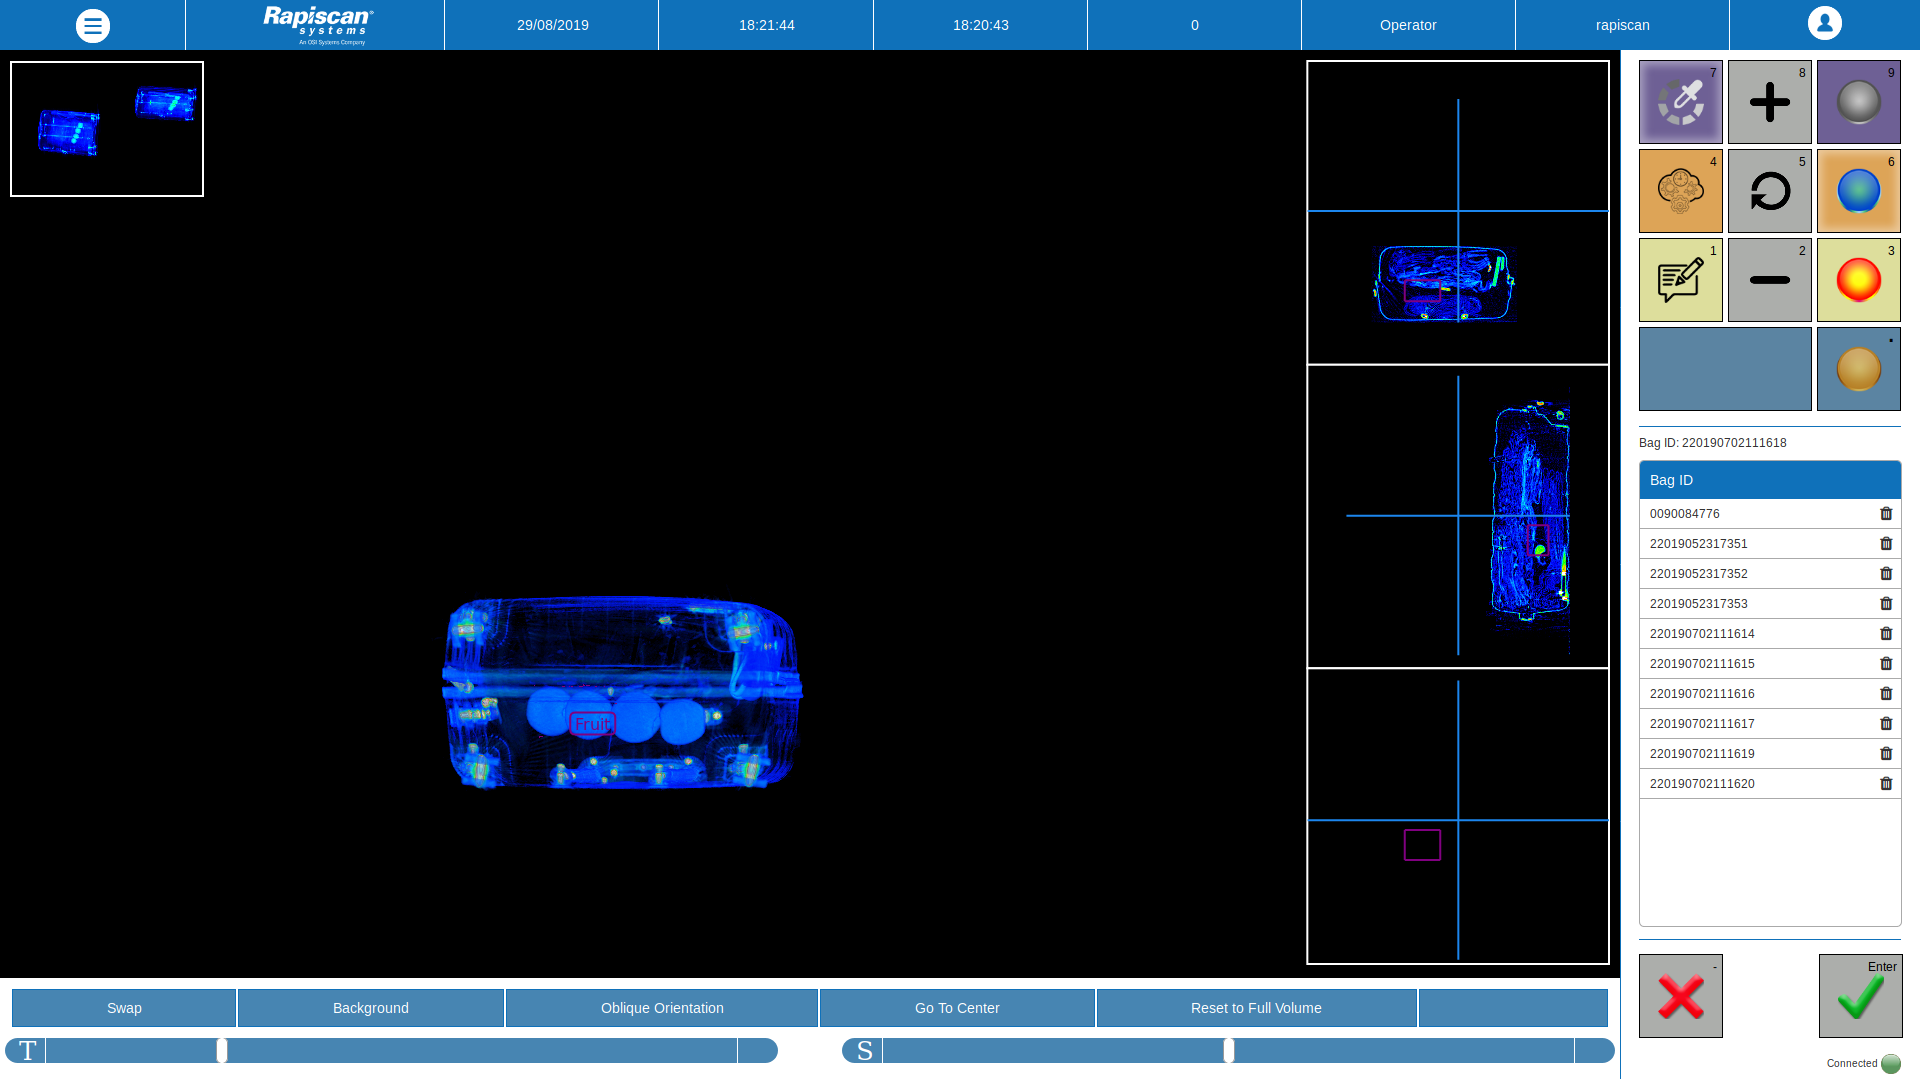 Rapiscan®
systems
An OSI Systems Company
29/08/2019
18:21:44
18:20:43
0
Operator
rapiscan
7
8
9
4
5
6
1
2
3
.
Bag ID: 220190702111618
Bag ID
0090084776
22019052317351
22019052317352
22019052317353
220190702111614
220190702111615
220190702111616
220190702111617
220190702111619
220190702111620
Fruit
-
Enter
Swap
Background
Oblique Orientation
Go To Center
Reset to Full Volume
T
S
Connected